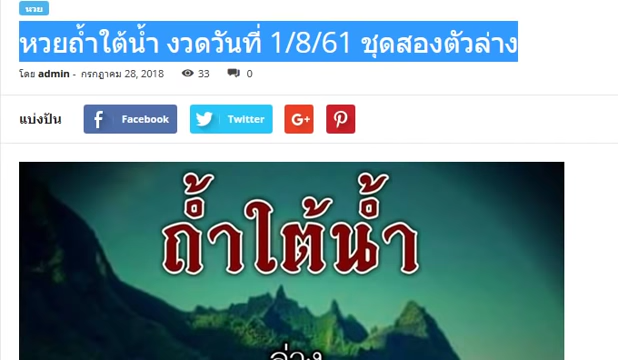 หวย
หวยถ้ำใต้น้ำ งวดวันที่ 1/8/61 ชุดสองตัวล่าง
โดย admin - กรกฎาคม 28, 2018 33 0
แบ่งปัน Facebook Twitter G+
ถ้ำใต้น้ำ
ล่าง